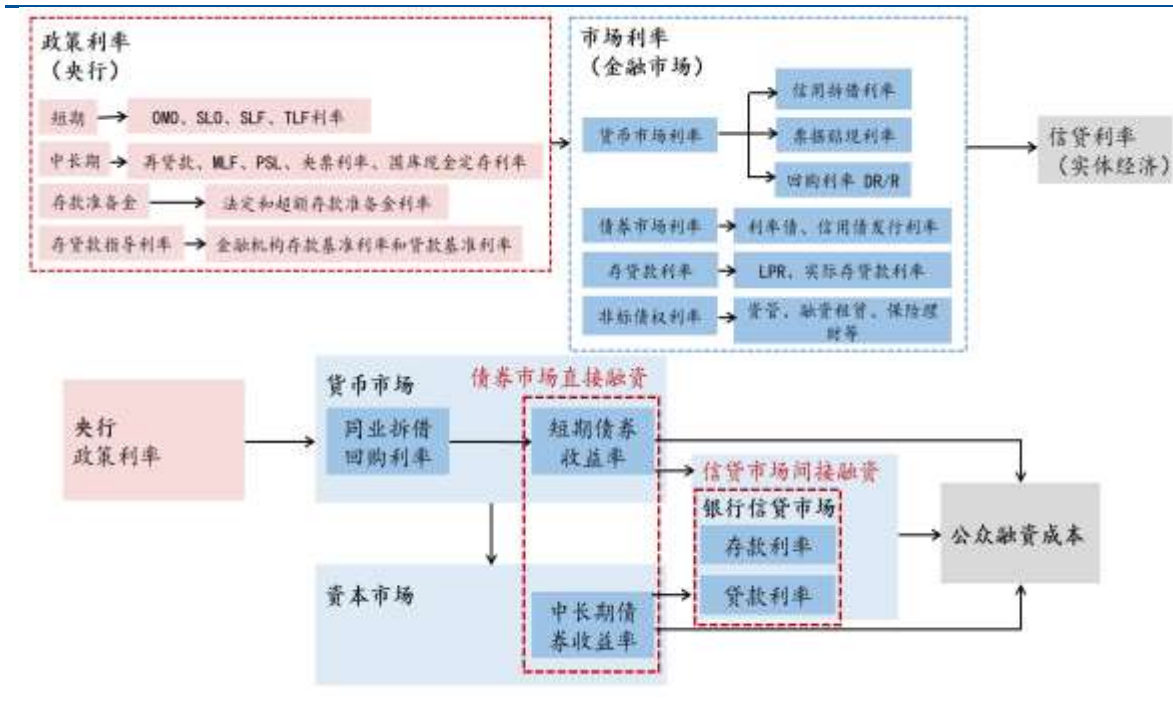 政策利率
（央行）
短期
OMO、SLO、SLF、TLF利率
中长期
再贷款、MLF、PSL、央票利率、国库现金定存利率
存款准备金
法定和超额存款准备金利率
存贷款指导利率
金融机构存款基准利率和贷款基准利率
市场利率
（金融市场）
货币市场利率
信用拆借利率
票据贴现利率
回购利率 DR/R
债券市场利率
利率债、信用债发行利率
存贷款利率
LPR、实际存贷款利率
非标债权利率
资管、融资租赁、保险理
财等
信贷利率
（实体经济）
央行
政策利率
货币市场
债券市场直接融资
同业拆借
回购利率
短期债券
收益率
信贷市场间接融资
银行信贷市场
存款利率
贷款利率
公众融资成本
资本市场
中长期债
券收益率